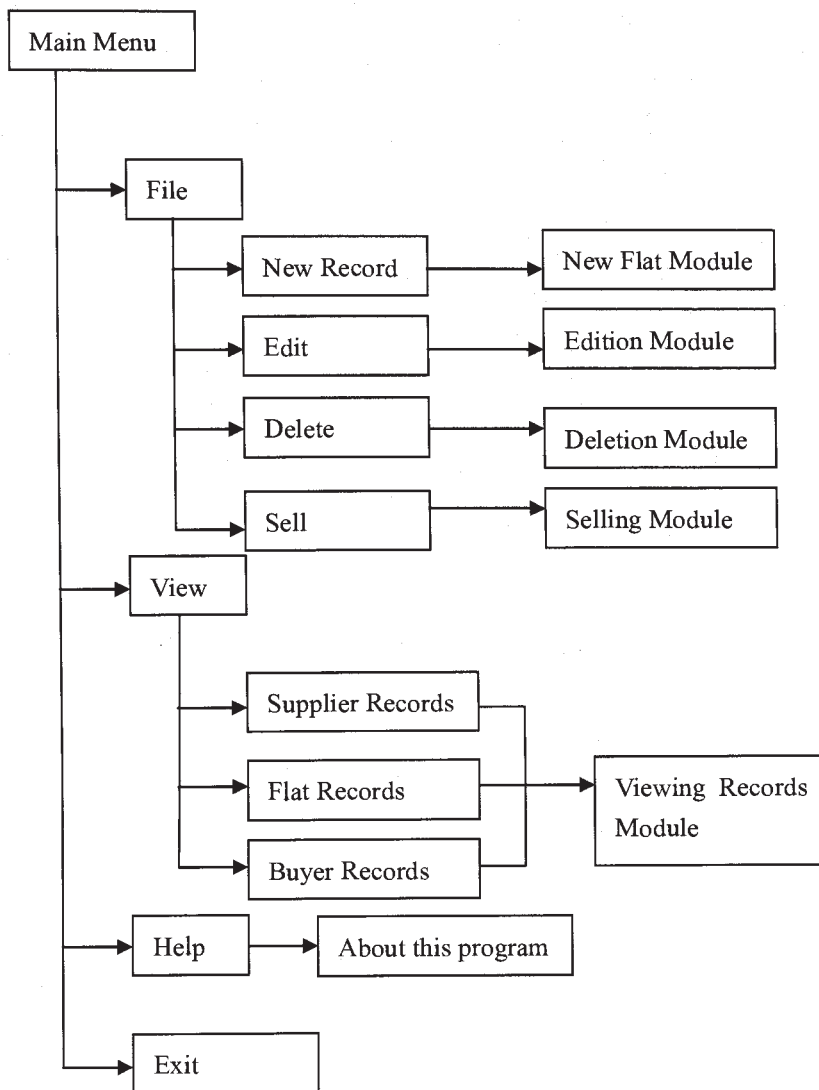 Main Menu
File
New Record
New Flat Module
Edit
Edition Module
Delete
Deletion Module
Sell
Selling Module
View
Supplier Records
Flat Records
Viewing Records
Module
Buyer Records
Help
About this program
Exit